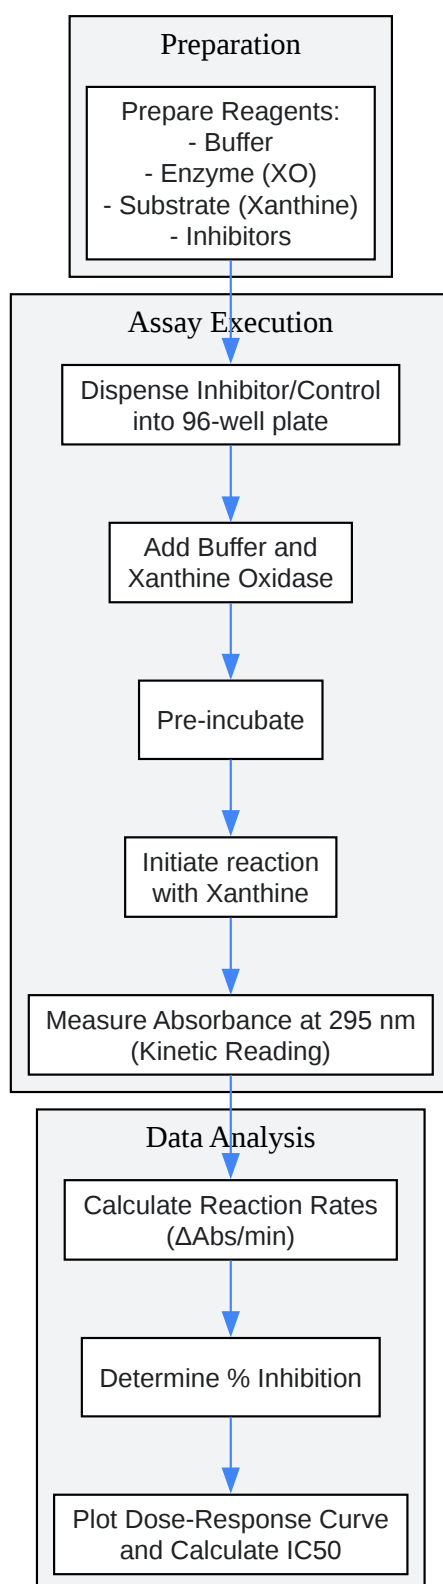 Preparation
Prepare Reagents:
- Buffer
- Enzyme (XO)
- Substrate (Xanthine)
- Inhibitors
Assay Execution
Dispense Inhibitor/Control
into 96-well plate
Add Buffer and
Xanthine Oxidase
Pre-incubate
Initiate reaction
with Xanthine
Measure Absorbance at 295 nm
(Kinetic Reading)
Data Analysis
Calculate Reaction Rates
(ΔAbs/min)
Determine % Inhibition
Plot Dose-Response Curve
and Calculate IC50